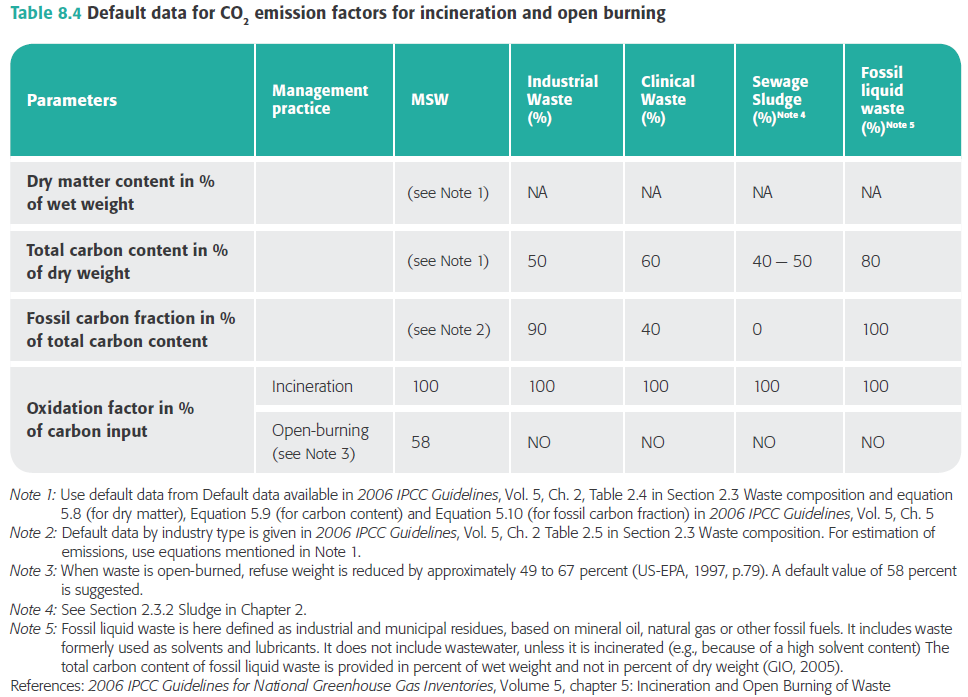 Table 8.4 Default data for CO2 emission factors for incineration and open burning
Parameters Management practice MSW Industrial Waste (%) Clinical Waste (%) Sewage Sludge (%)Note 4 Fossil liquid waste (%)Note 5
Dry matter content in % of wet weight (see Note 1) NA NA NA NA
Total carbon content in % of dry weight (see Note 1) 50 60 40 – 50 80
Fossil carbon fraction in % of total carbon content (see Note 2) 90 40 0 100
Oxidation factor in % of carbon input
Incineration 100 100 100 100 100
Open-burning (see Note 3) 58 NO NO NO NO
Note 1: Use default data from Default data available in 2006 IPCC Guidelines, Vol. 5, Ch. 2, Table 2.4 in Section 2.3 Waste composition and equation
5.8 (for dry matter), Equation 5.9 (for carbon content) and Equation 5.10 (for fossil carbon fraction) in 2006 IPCC Guidelines, Vol. 5, Ch. 5
Note 2: Default data by industry type is given in 2006 IPCC Guidelines, Vol. 5, Ch. 2 Table 2.5 in Section 2.3 Waste composition. For estimation of
emissions, use equations mentioned in Note 1.
Note 3: When waste is open-burned, refuse weight is reduced by approximately 49 to 67 percent (US-EPA, 1997, p.79). A default value of 58 percent
is suggested.
Note 4: See Section 2.3.2 Sludge in Chapter 2.
Note 5: Fossil liquid waste is here defined as industrial and municipal residues, based on mineral oil, natural gas or other fossil fuels. It includes waste
formerly used as solvents and lubricants. It does not include wastewater, unless it is incinerated (e.g., because of a high solvent content) The
total carbon content of fossil liquid waste is provided in percent of wet weight and not in percent of dry weight (GIO, 2005).
References: 2006 IPCC Guidelines for National Greenhouse Gas Inventories, Volume 5, chapter 5: Incineration and Open Burning of Waste